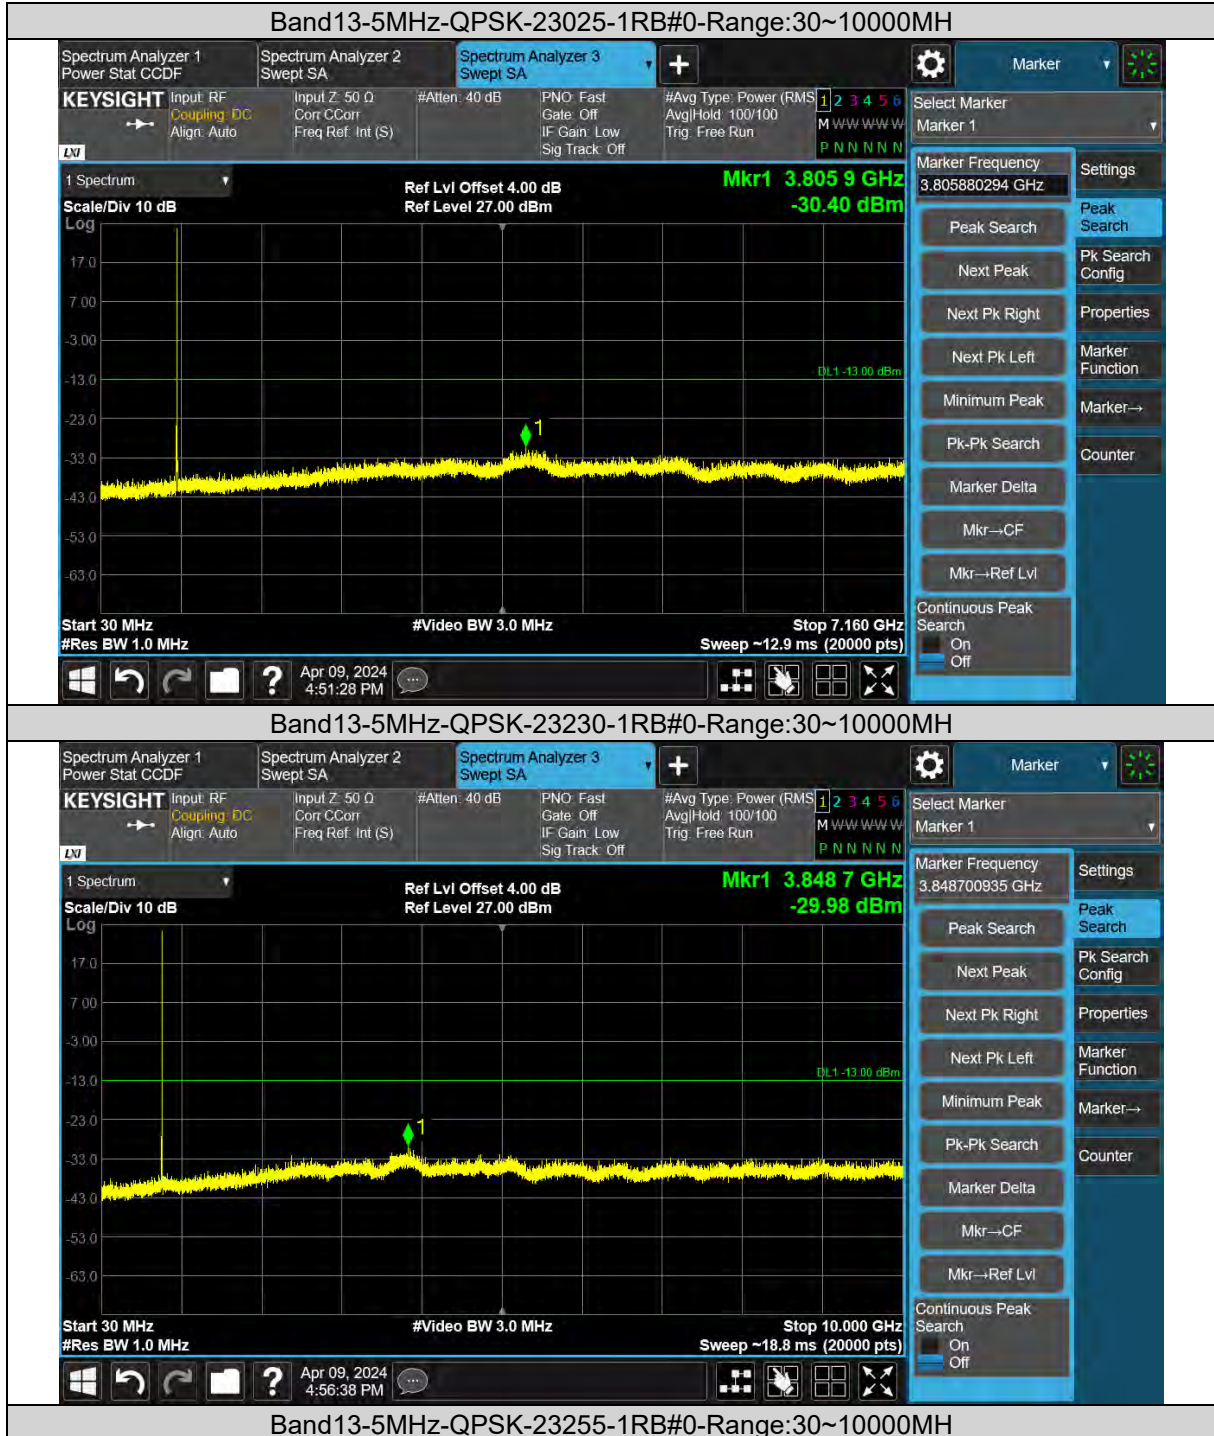 Band13-5MHz-QPSK-23025-1RB#0-Range:30~10000MH
Spectrum Analyzer 1
Power Stat CCDF
Spectrum Analyzer 2
Swept SA
Spectrum Analyzer 3
Swept SA
Marker
KEYSIGHT
LXI
Input: RF
Coupling: DC
Align: Auto
Input Z: 50 Ω
Corr CCorr
Freq Ref: Int (S)
#Atten: 40 dB
PNO: Fast
Gate: Off
IF Gain: Low
Sig Track: Off
#Avg Type: Power (RMS
Avg|Hold: 100/100
Trig: Free Run
1 2 3 4 5 6
M W W W W W
P N N N N N
Select Marker
Marker 1
1 Spectrum
Scale/Div 10 dB
Log
Ref Lvl Offset 4.00 dB
Ref Level 27.00 dBm
Mkr1 3.805 9 GHz
-30.40 dBm
17.0
7.00
-3.00
-13.0
-23.0
-33.0
-43.0
-53.0
-63.0
DL1 -13.00 dBm
1
Start 30 MHz
#Res BW 1.0 MHz
#Video BW 3.0 MHz
Stop 7.160 GHz
Sweep ~12.9 ms (20000 pts)
Marker Frequency
3.805880294 GHz
Peak Search
Next Peak
Next Pk Right
Next Pk Left
Minimum Peak
Pk-Pk Search
Marker Delta
Mkr→CF
Mkr→Ref Lvl
Continuous Peak
Search
On
Off
Settings
Peak
Search
Pk Search
Config
Properties
Marker
Function
Marker→
Counter
?
Apr 09, 2024
4:51:28 PM
Band13-5MHz-QPSK-23230-1RB#0-Range:30~10000MH
Spectrum Analyzer 1
Power Stat CCDF
Spectrum Analyzer 2
Swept SA
Spectrum Analyzer 3
Swept SA
Marker
KEYSIGHT
LXI
Input: RF
Coupling: DC
Align: Auto
Input Z: 50 Ω
Corr CCorr
Freq Ref: Int (S)
#Atten: 40 dB
PNO: Fast
Gate: Off
IF Gain: Low
Sig Track: Off
#Avg Type: Power (RMS
Avg|Hold: 100/100
Trig: Free Run
1 2 3 4 5 6
M W W W W W
P N N N N N
Select Marker
Marker 1
1 Spectrum
Scale/Div 10 dB
Log
Ref Lvl Offset 4.00 dB
Ref Level 27.00 dBm
Mkr1 3.848 7 GHz
-29.98 dBm
17.0
7.00
-3.00
-13.0
-23.0
-33.0
-43.0
-53.0
-63.0
DL1 -13.00 dBm
1
Start 30 MHz
#Res BW 1.0 MHz
#Video BW 3.0 MHz
Stop 10.000 GHz
Sweep ~18.8 ms (20000 pts)
Marker Frequency
3.848700935 GHz
Peak Search
Next Peak
Next Pk Right
Next Pk Left
Minimum Peak
Pk-Pk Search
Marker Delta
Mkr→CF
Mkr→Ref Lvl
Continuous Peak
Search
On
Off
Settings
Peak
Search
Pk Search
Config
Properties
Marker
Function
Marker→
Counter
?
Apr 09, 2024
4:56:38 PM
Band13-5MHz-QPSK-23255-1RB#0-Range:30~10000MH